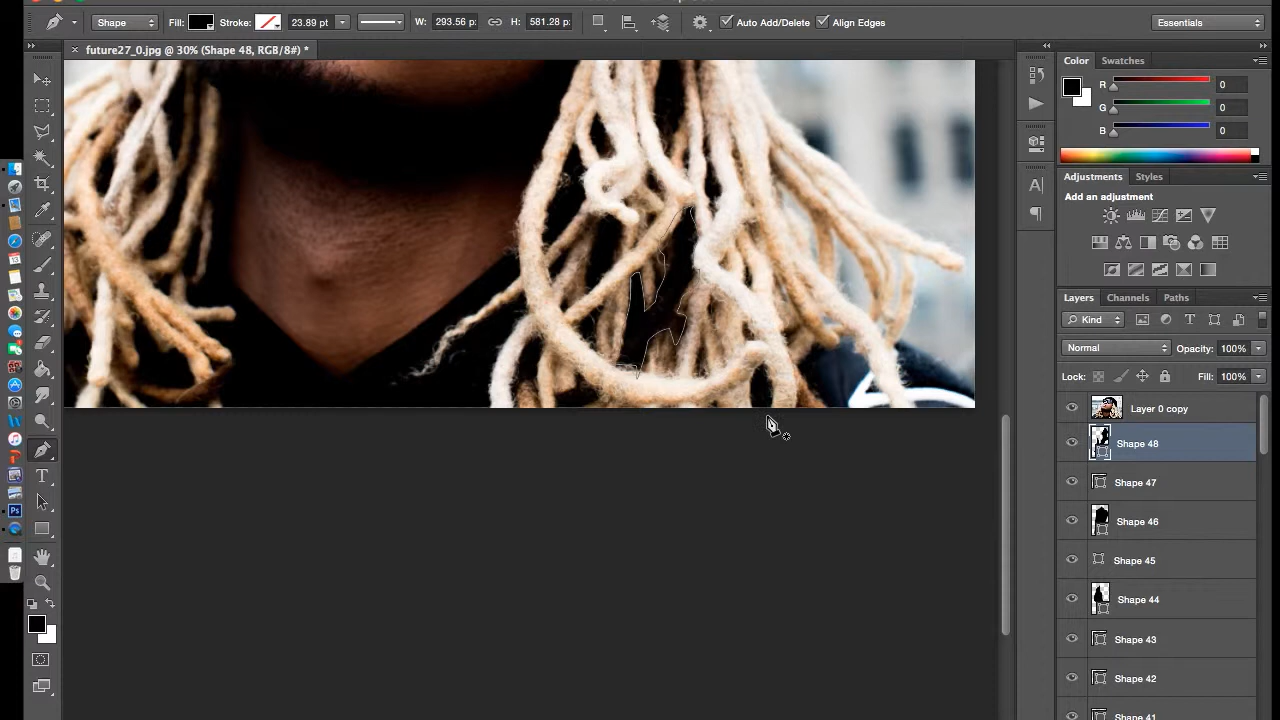 Shape Fill: Stroke: 23.89 pt W: 293.56 p: H: 581.28 p: Auto Add/Delete Align Edges Essentials
future27_0.jpg @ 30% (Shape 48, RGB/8#) *
Color Swatches
R 0
G 0
B 0
Adjustments Styles
Add an adjustment
Layers Channels Paths
Kind T
Normal Opacity: 100%
Lock: Fill: 100%
Layer 0 copy
Shape 48
Shape 47
Shape 46
Shape 45
Shape 44
Shape 43
Shape 42
Shape 41
A
T
Ps